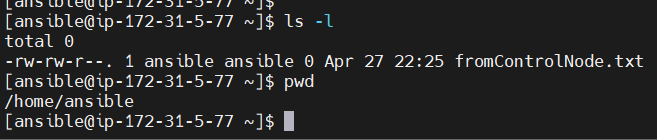 [ansible@ip-172-31-5-77 ~]$
[ansible@ip-172-31-5-77 ~]$ ls -l
total 0
-rw-rw-r--. 1 ansible ansible 0 Apr 27 22:25 fromControlNode.txt
[ansible@ip-172-31-5-77 ~]$ pwd
/home/ansible
[ansible@ip-172-31-5-77 ~]$